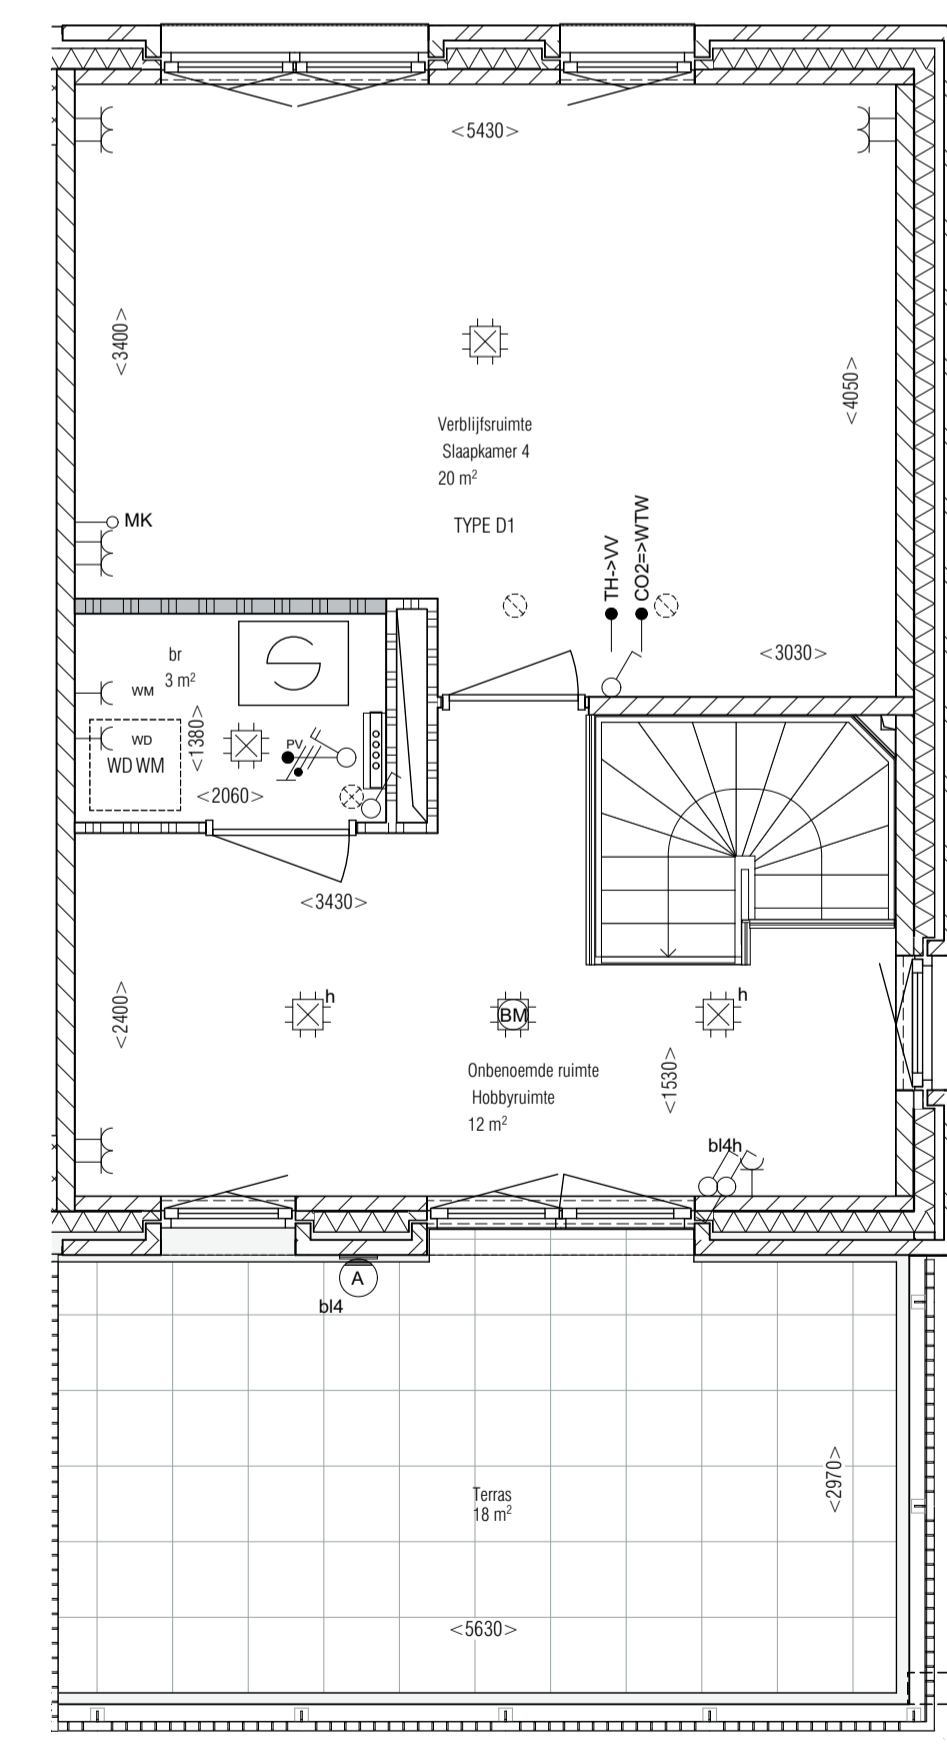 <5430>
<3400>
<4050>
Verblijfsruimte
Slaapkamer 4
20 m²
TYPE D1
MK
TH->VV
CO2=>WTW
<3030>
br
3 m²
WM
WD
WD WM
<1380>
PV
<2060>
<3430>
<2400>
h
BM
h
Onbenoemde ruimte
Hobbyruimte
12 m²
<1530>
bl4h
A
bl4
Terras
18 m²
<2970>
<5630>